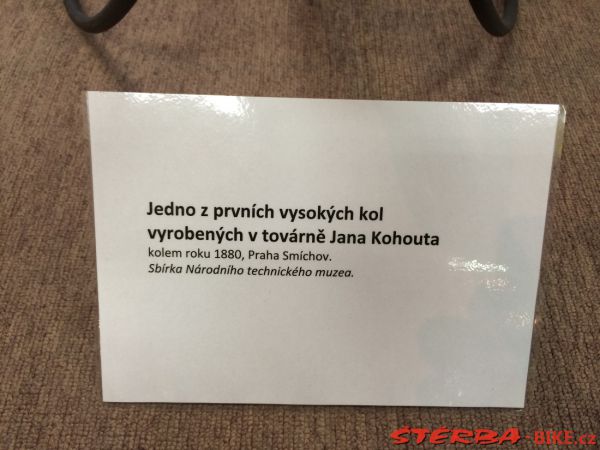 Jedno z prvních vysokých kol
vyrobených v továrně Jana Kohouta
kolem roku 1880, Praha Smíchov.
Sbírka Národního technického muzea.
STERBA-BIKE.cz